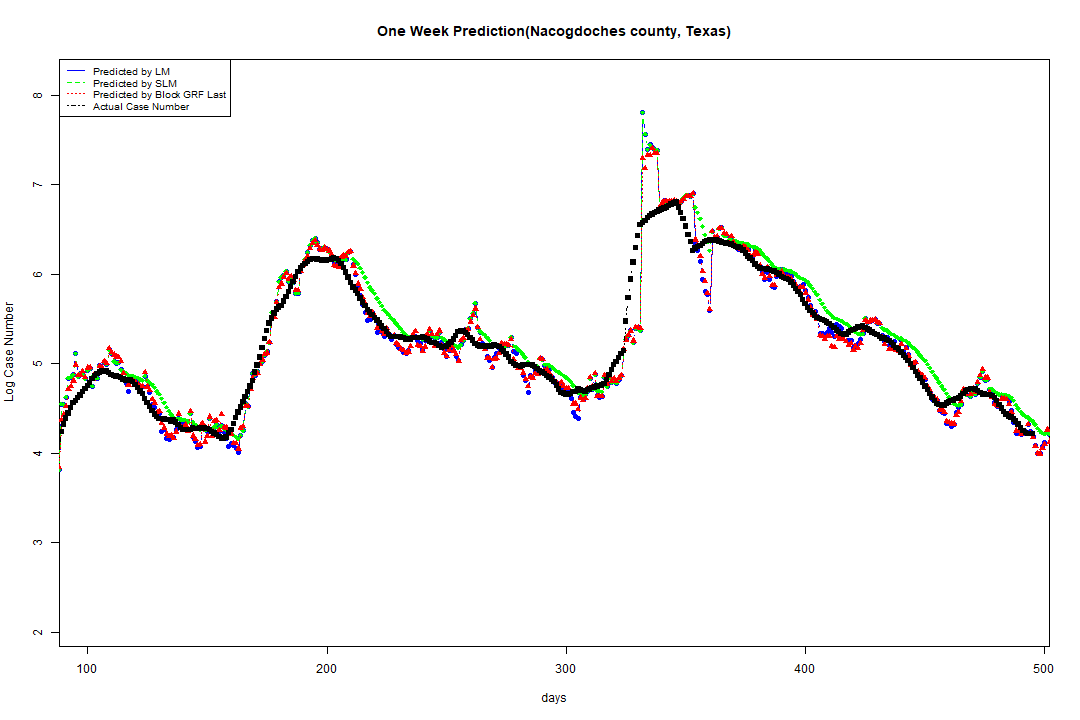 One Week Prediction(Nacogdoches county, Texas)
Predicted by LM
Predicted by SLM
Predicted by Block GRF Last
Actual Case Number
Log Case Number
8
7
6
5
4
3
2
100 200 300 400 500
days